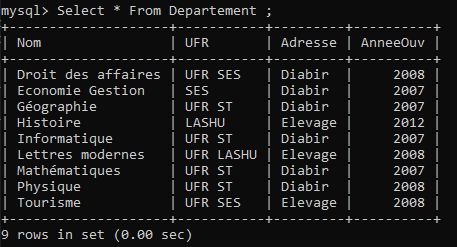 mysql> Select * From Departement ;
+--------------------+-----------+---------+----------+
| Nom                | UFR       | Adresse | AnneeOuv |
+--------------------+-----------+---------+----------+
| Droit des affaires | UFR SES   | Diabir  |     2008 |
| Economie Gestion   | SES       | Diabir  |     2007 |
| Géographie         | UFR ST    | Diabir  |     2007 |
| Histoire           | LASHU     | Elevage |     2012 |
| Informatique       | UFR ST    | Diabir  |     2007 |
| Lettres modernes   | UFR LASHU | Elevage |     2008 |
| Mathématiques      | UFR ST    | Diabir  |     2007 |
| Physique           | UFR ST    | Diabir  |     2008 |
| Tourisme           | UFR SES   | Elevage |     2008 |
+--------------------+-----------+---------+----------+
9 rows in set (0.00 sec)